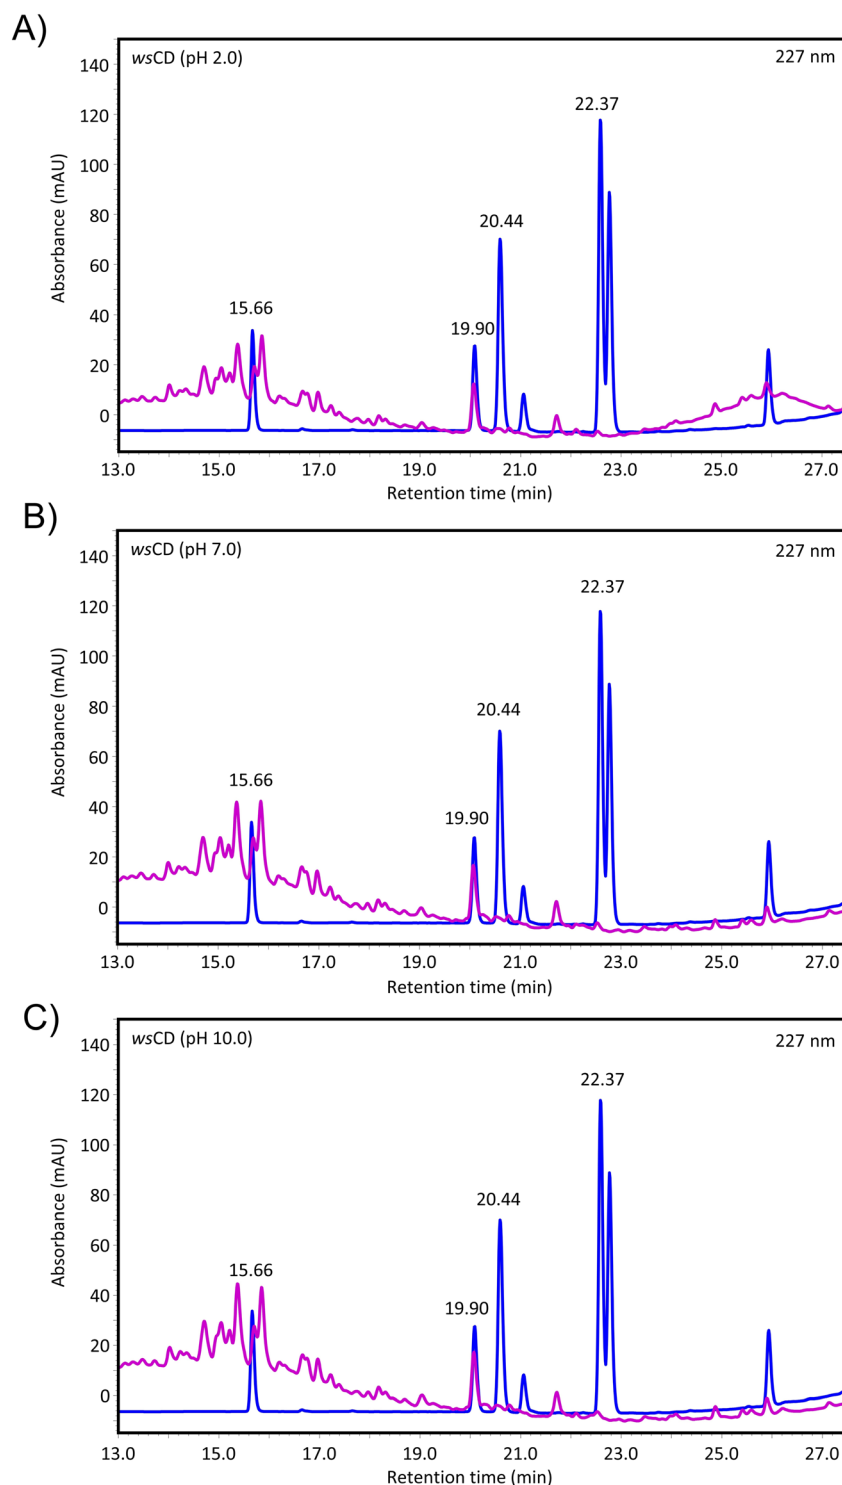 A)
wsCD (pH 2.0)
227 nm
140
120
100
80
60
40
20
0
Absorbance (mAU)
15.66
19.90
20.44
22.37
13.0 15.0 17.0 19.0 21.0 23.0 25.0 27.0
Retention time (min)
B)
wsCD (pH 7.0)
227 nm
140
120
100
80
60
40
20
0
Absorbance (mAU)
15.66
19.90
20.44
22.37
13.0 15.0 17.0 19.0 21.0 23.0 25.0 27.0
Retention time (min)
C)
wsCD (pH 10.0)
227 nm
140
120
100
80
60
40
20
0
Absorbance (mAU)
15.66
19.90
20.44
22.37
13.0 15.0 17.0 19.0 21.0 23.0 25.0 27.0
Retention time (min)